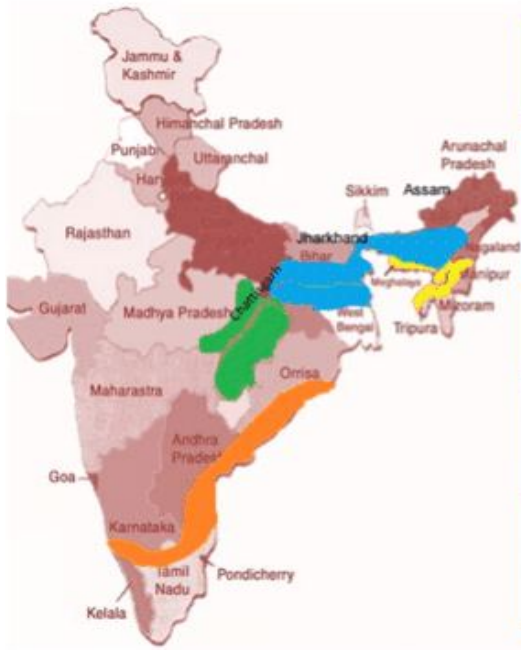 Jammu &
Kashmir
Himanchal Pradesh
Punjab
Uttaranchal
Har
Arunachal
Pradesh
Sikkim
Assam
Rajasthan
Jharkhand
Bihar
Nagaland
Meghalaya
Manipur
Gujarat
Madhya Pradesh
Chattisgarh
West
Bengal
Mizoram
Tripura
Orrisa
Maharastra
Andhra
Pradesh
Goa
Karnataka
Tamil
Nadu
Pondicherry
Kelala